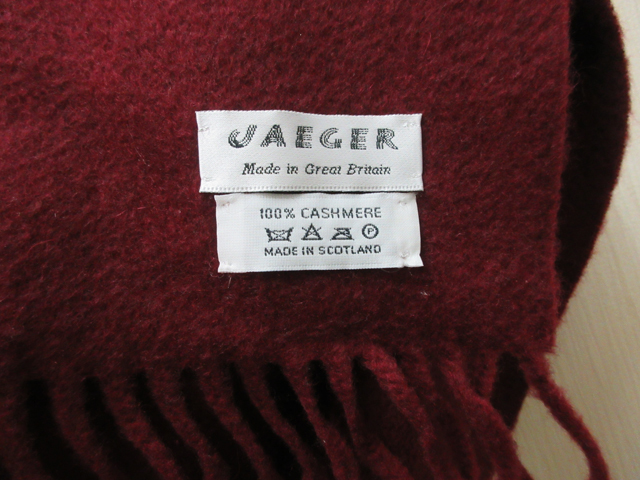 JAEGER
Made in Great Britain
100% CASHMERE
P
MADE IN SCOTLAND